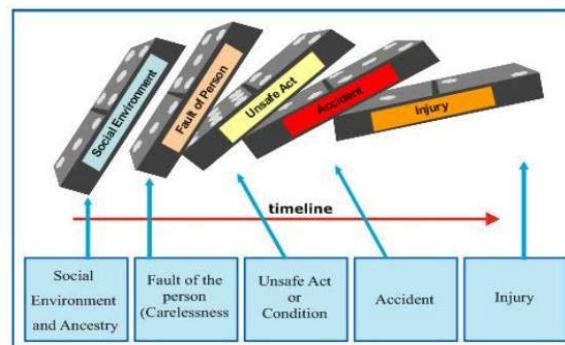 Social Environment
Fault of Person
Unsafe Act
Accident
Injury
timeline
Social
Environment
and Ancestry
Fault of the
person
(Carelessness
Unsafe Act
or
Condition
Accident
Injury